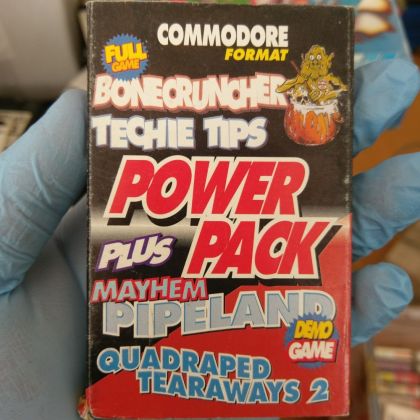 COMMODORE
FORMAT
FULL
GAME
BONECRUNCHER
TECHIE TIPS
POWER
PACK
PLUS
MAYHEM
PIPELAND
DEMO
GAME
QUADRAPED
TEARAWAYS 2